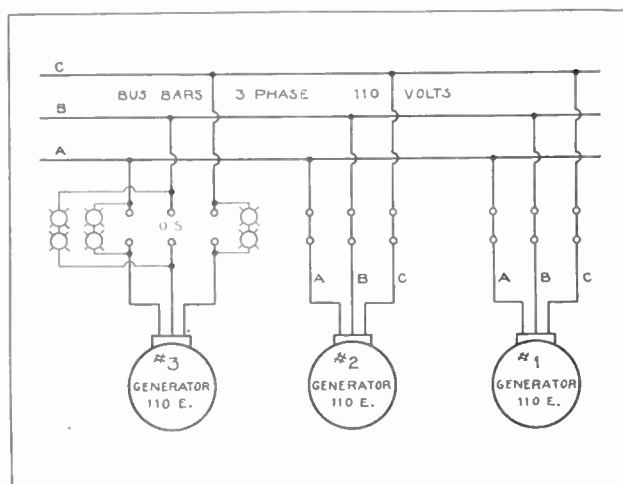 C
BUS BARS 3 PHASE 110 VOLTS
B
A
O S
A B C A B C
#3 GENERATOR 110 E.
#2 GENERATOR 110 E.
#1 GENERATOR 110 E.